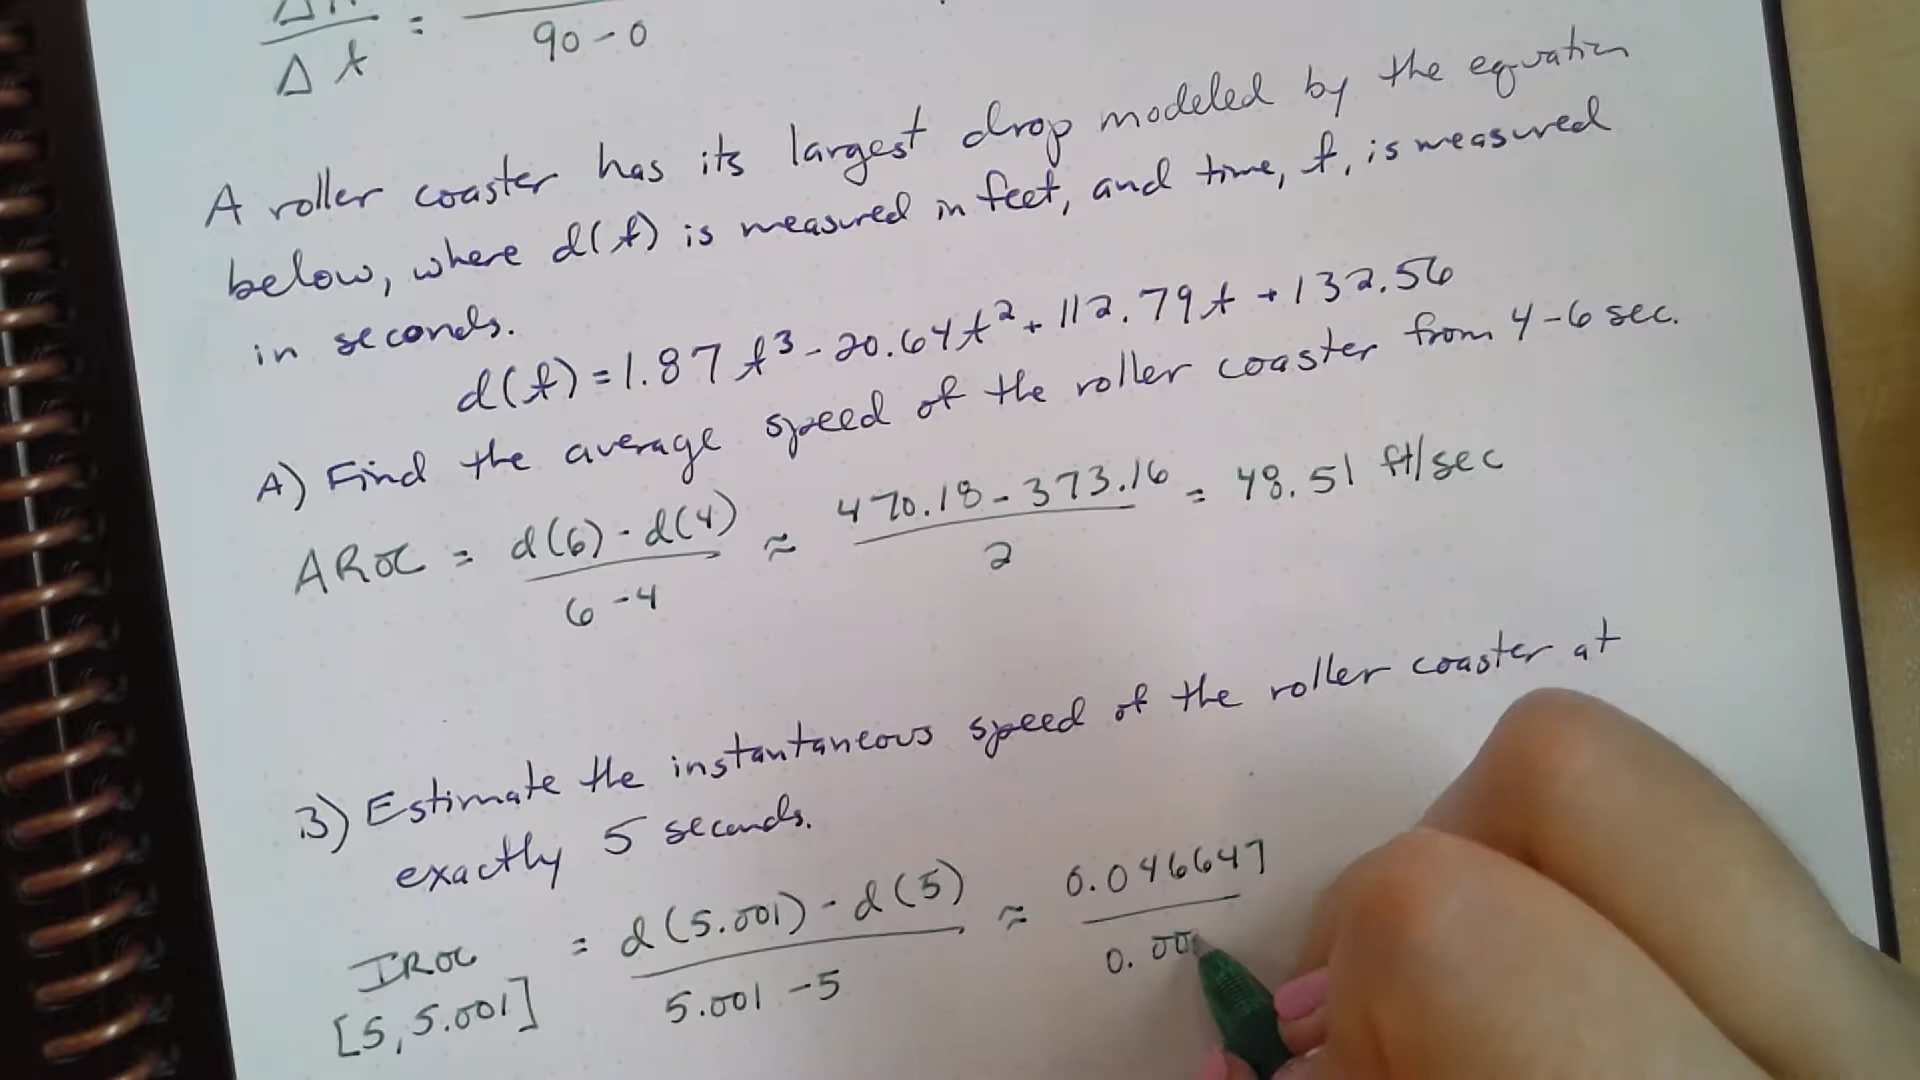 Δt = 90-0
A roller coaster has its largest drop modeled by the equation
below, where d(t) is measured in feet, and time, t, is measured
in seconds.
d(t) = 1.87t³ - 20.64t² + 112.79t + 132.56
A) Find the average speed of the roller coaster from 4-6 sec.
AROC = d(6) - d(4) / 6-4 ≈ 470.18 - 373.16 / 2 = 48.51 ft/sec
B) Estimate the instantaneous speed of the roller coaster at
exactly 5 seconds.
IROC [5, 5.001] = d(5.001) - d(5) / 5.001 - 5 ≈ 0.046647 / 0.00